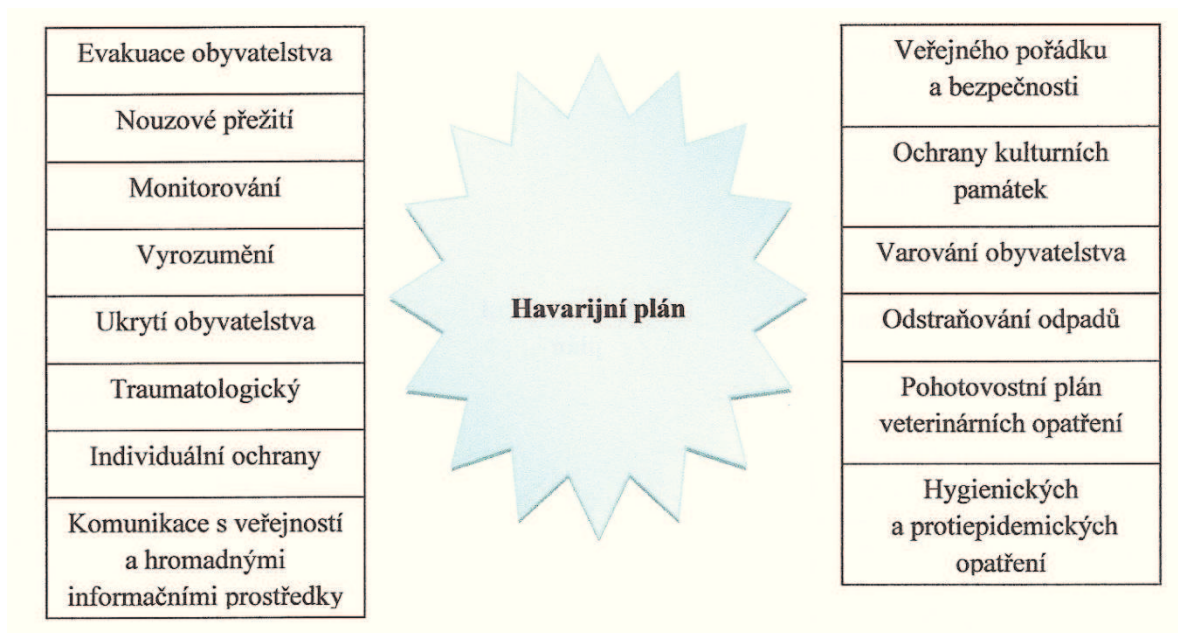 Evakuace obyvatelstva
Nouzové přežití
Monitorování
Vyrozumění
Ukrytí obyvatelstva
Traumatologický
Individuální ochrany
Komunikace s veřejností
a hromadnými
informačními prostředky
Havarijní plán
Veřejného pořádku
a bezpečnosti
Ochrany kulturních
památek
Varování obyvatelstva
Odstraňování odpadů
Pohotovostní plán
veterinárních opatření
Hygienických
a protiepidemických
opatření